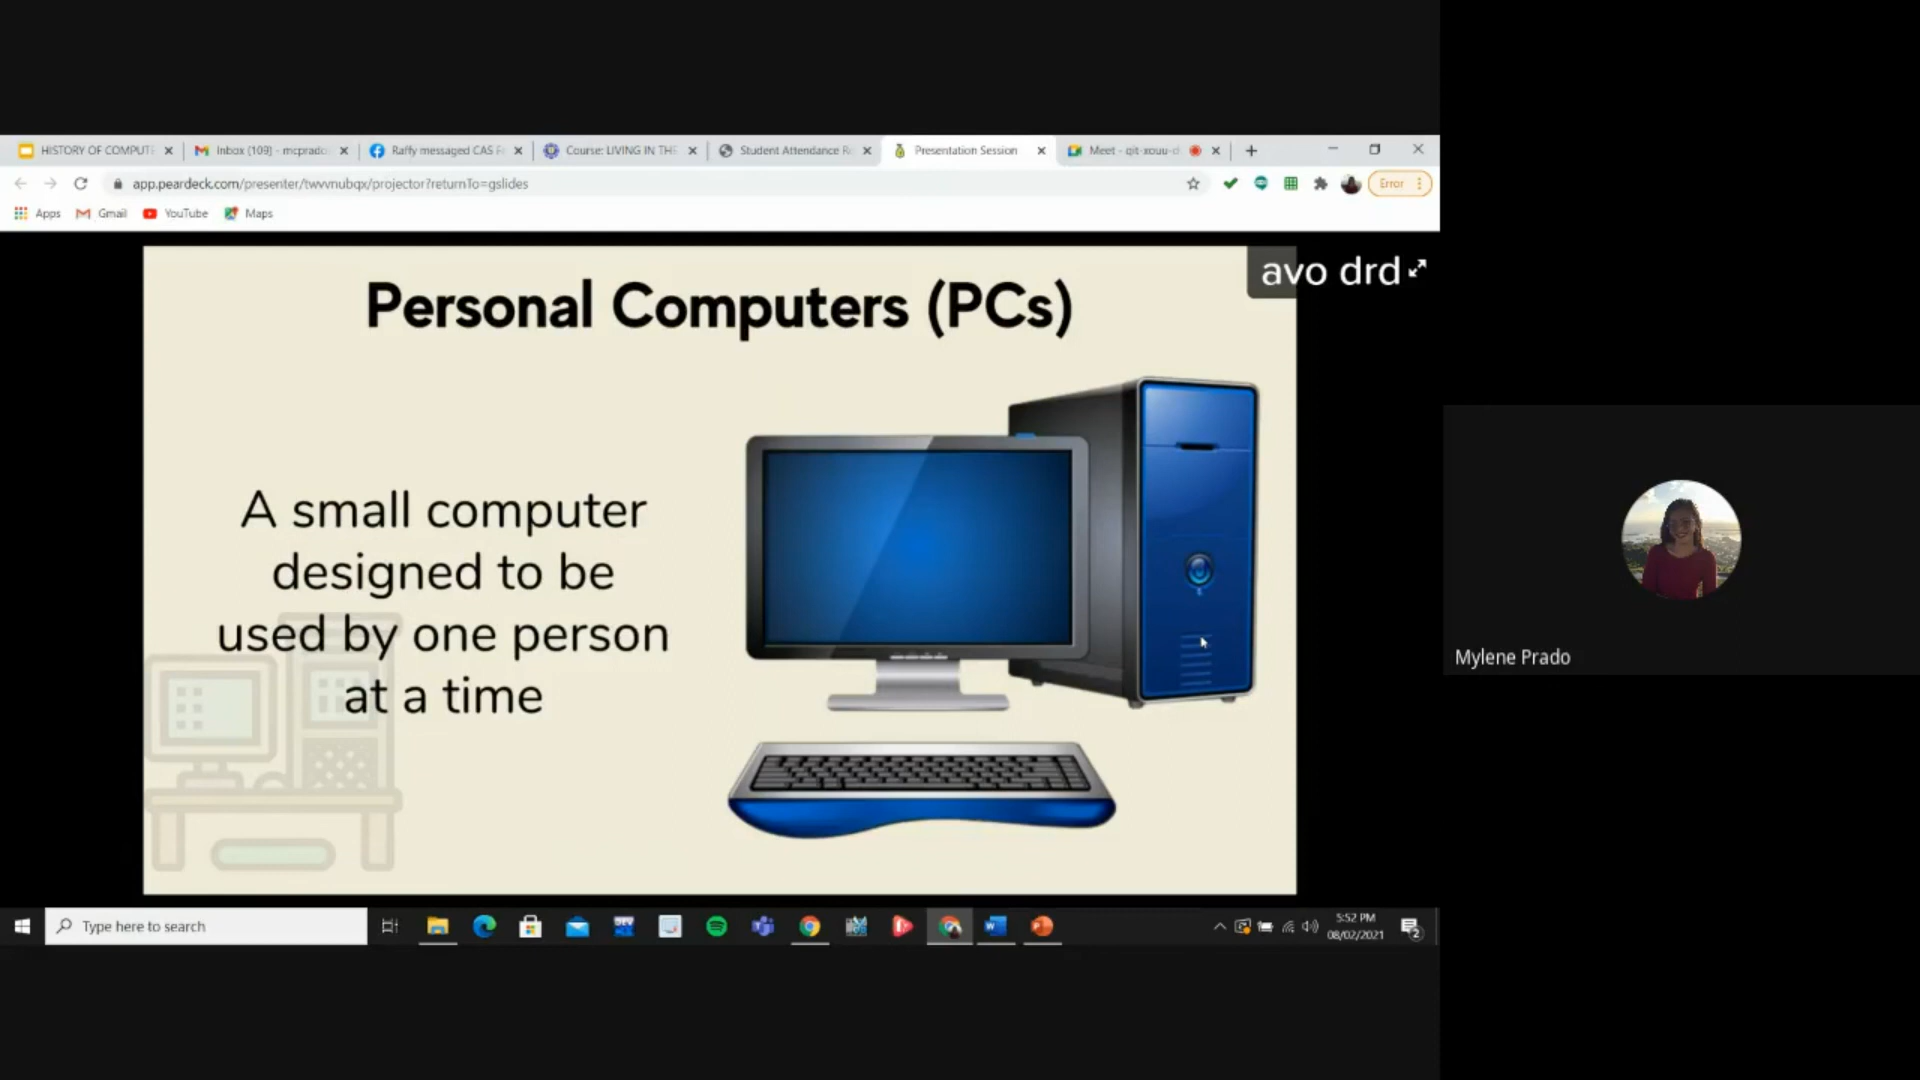 HISTORY OF COMPUT
Inbox (109) - mcprado
Raffy messaged CAS F
Course: LIVING IN THE
Student Attendance R
Presentation Session
Meet - qit-xouu-d
app.peardeck.com/presenter/twvvnubqx/projector?returnTo=gslides
Error
Apps
Gmail
YouTube
Maps
avo drd
Personal Computers (PCs)
A small computer
designed to be
used by one person
at a time
Mylene Prado
Type here to search
5:52 PM
08/02/2021
2